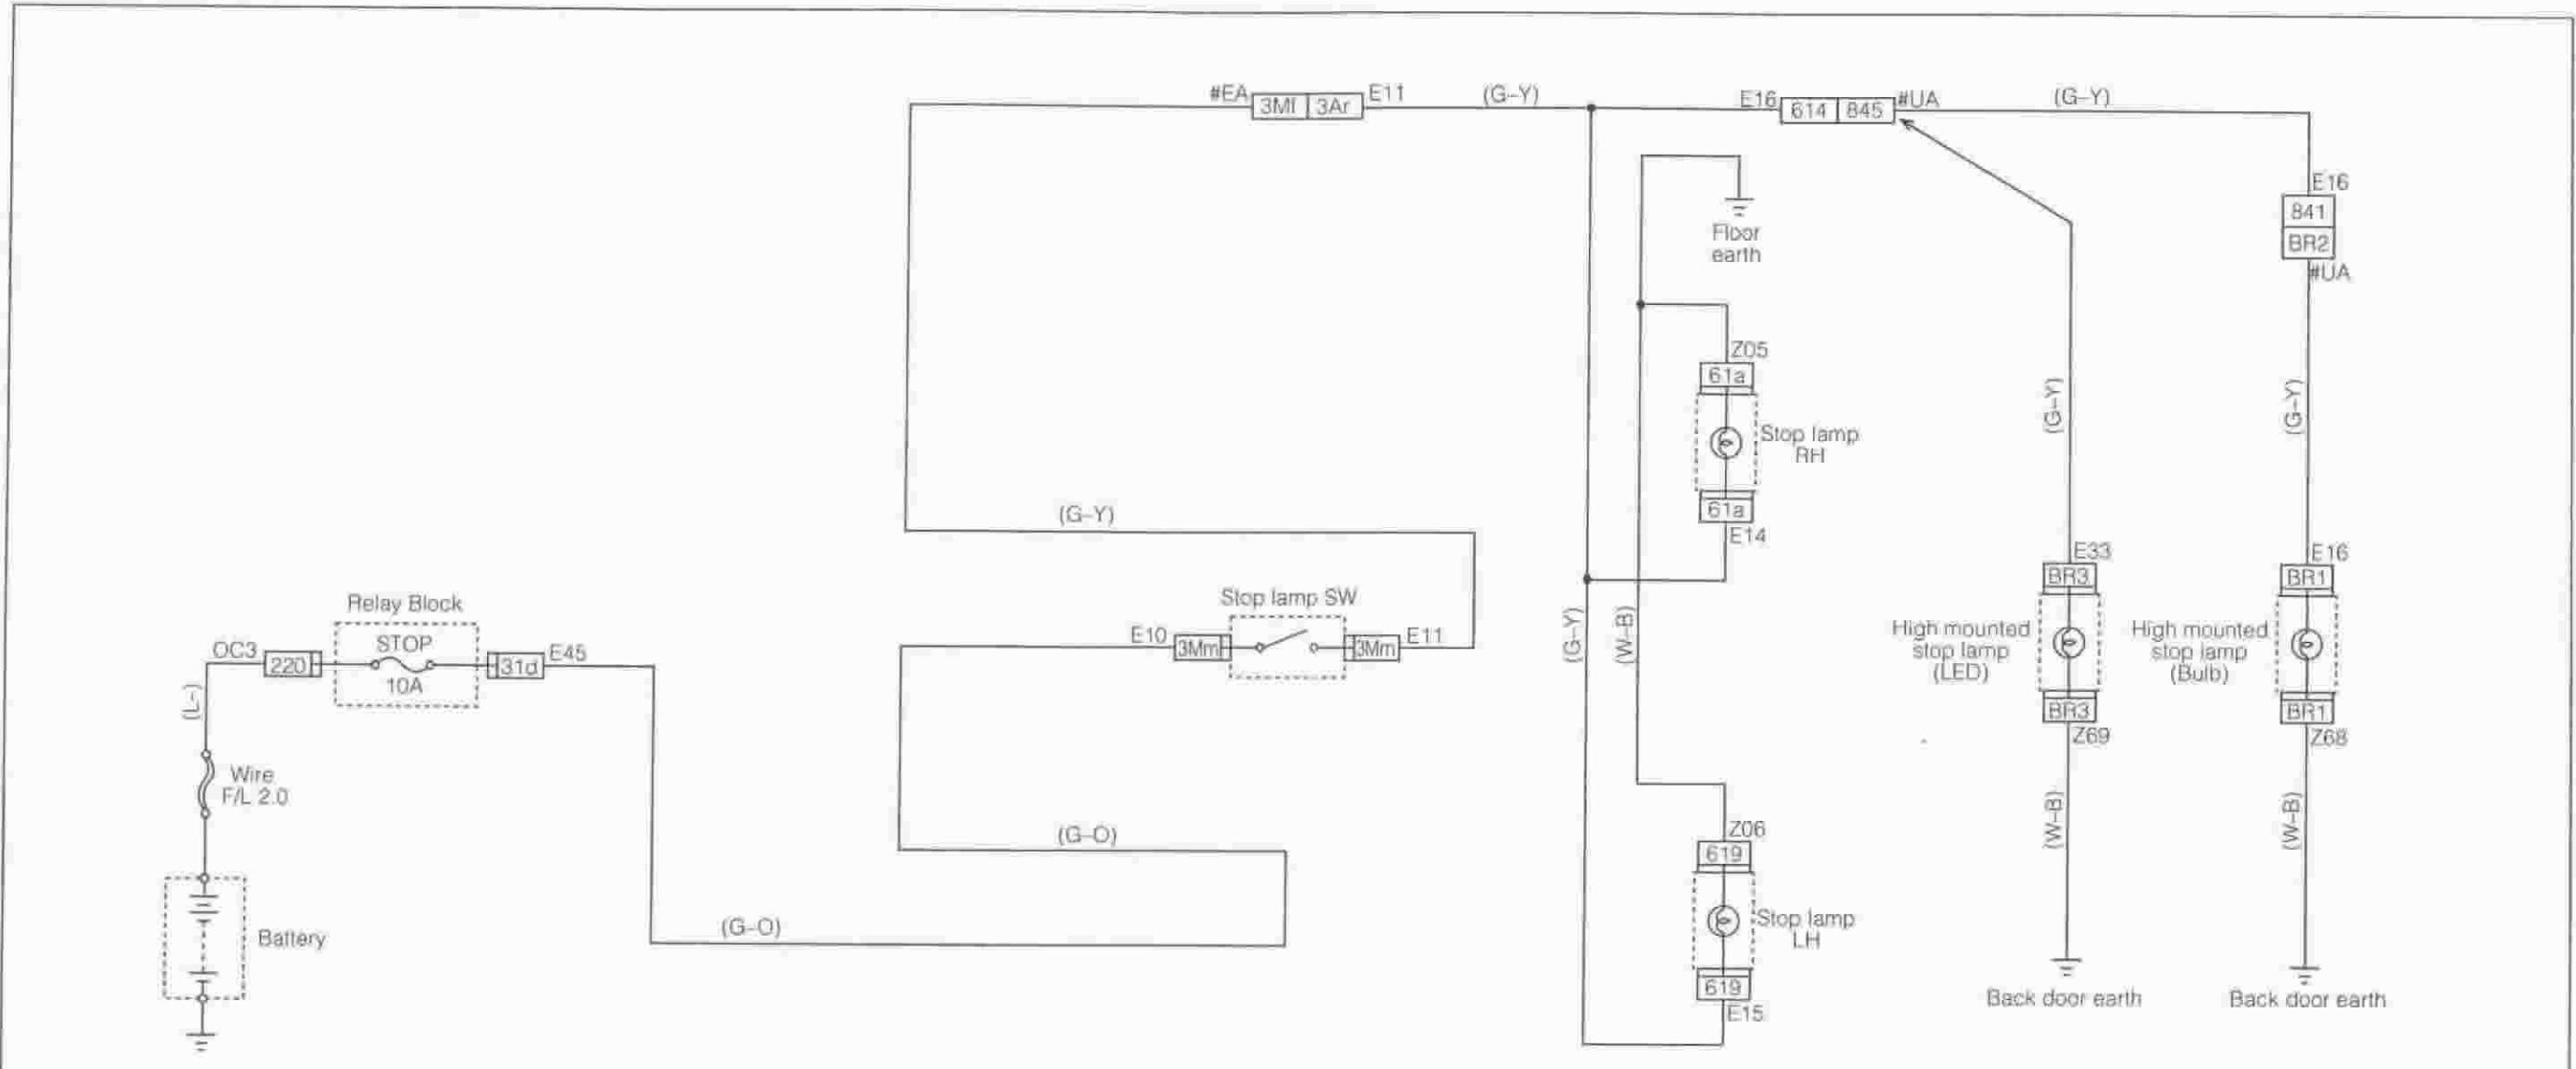 #EA
3Mf
3Ar
E11
(G-Y)
E16
614
845
#UA
(G-Y)
E16
841
BR2
#UA
Floor
earth
Z05
61a
Stop lamp
RH
61a
E14
(G-Y)
(G-Y)
(G-Y)
Relay Block
STOP
10A
OC3
220
31d
E45
(L-)
Wire
F/L 2.0
Battery
Stop lamp SW
E10
3Mm
3Mm
E11
(G-O)
(G-O)
(G-Y)
(W-B)
Z06
619
Stop lamp
LH
619
E15
E33
BR3
High mounted
stop lamp
(LED)
BR3
Z69
(W-B)
Back door earth
E16
BR1
High mounted
stop lamp
(Bulb)
BR1
Z68
(W-B)
Back door earth